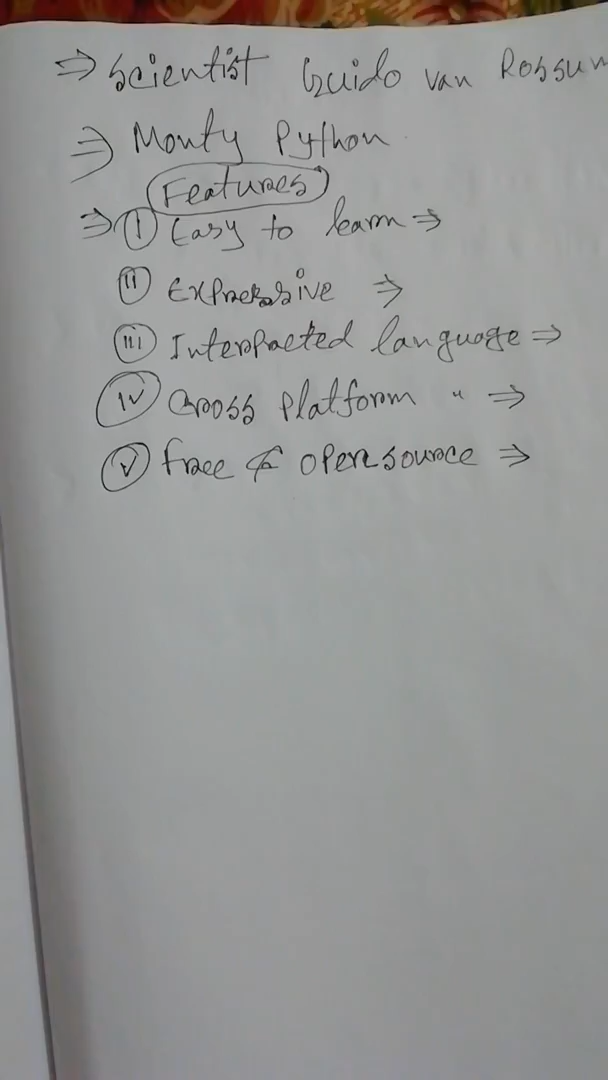 ⇒ Scientist Guido van Rossum
⇒ Monty Python
Features
⇒ (i) Easy to learn ⇒
(ii) Expressive ⇒
(iii) Interpreted language ⇒
(iv) Cross Platform " ⇒
(v) free & open source ⇒